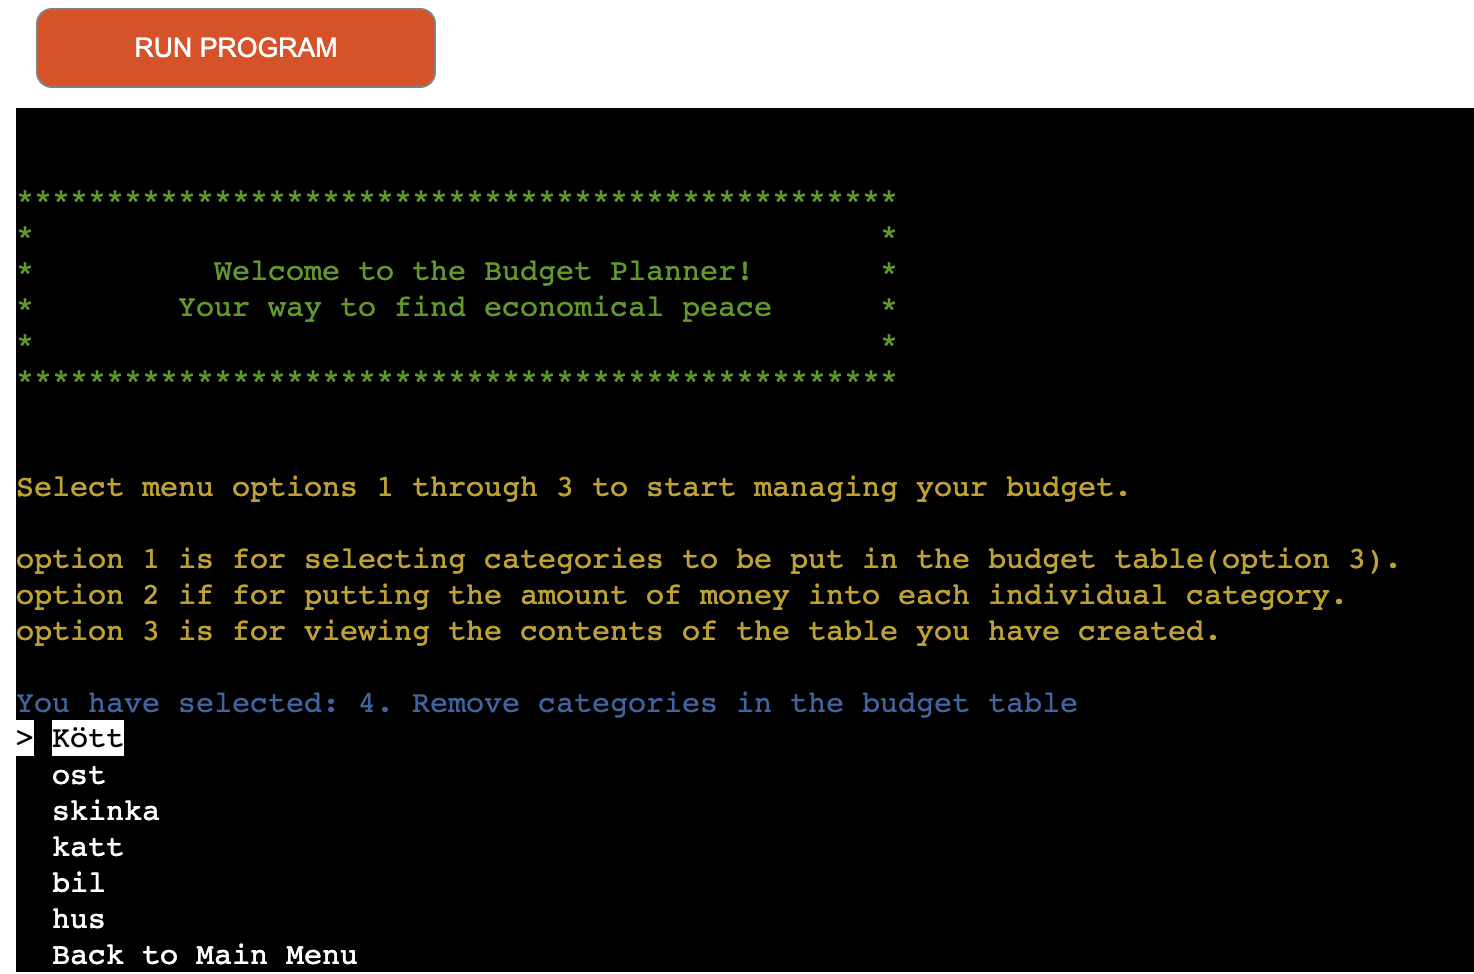 RUN PROGRAM
*************************************************
*                                               *
*          Welcome to the Budget Planner!       *
*        Your way to find economical peace      *
*                                               *
*************************************************
Select menu options 1 through 3 to start managing your budget.
option 1 is for selecting categories to be put in the budget table(option 3).
option 2 if for putting the amount of money into each individual category.
option 3 is for viewing the contents of the table you have created.
You have selected: 4. Remove categories in the budget table
> Kött
  ost
  skinka
  katt
  bil
  hus
  Back to Main Menu